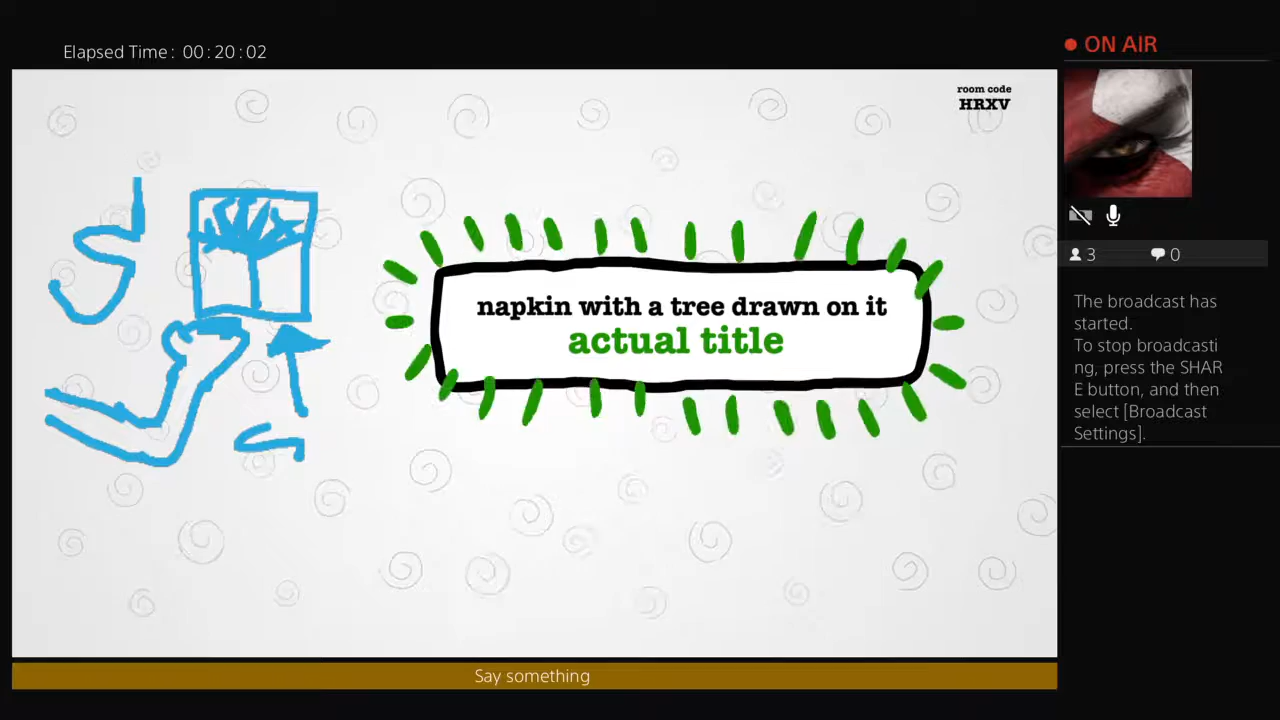 Elapsed Time: 00:20:02
ON AIR
room code
HRXV
napkin with a tree drawn on it
actual title
3
0
The broadcast has
started.
To stop broadcasti
ng, press the SHAR
E button, and then
select [Broadcast
Settings].
Say something